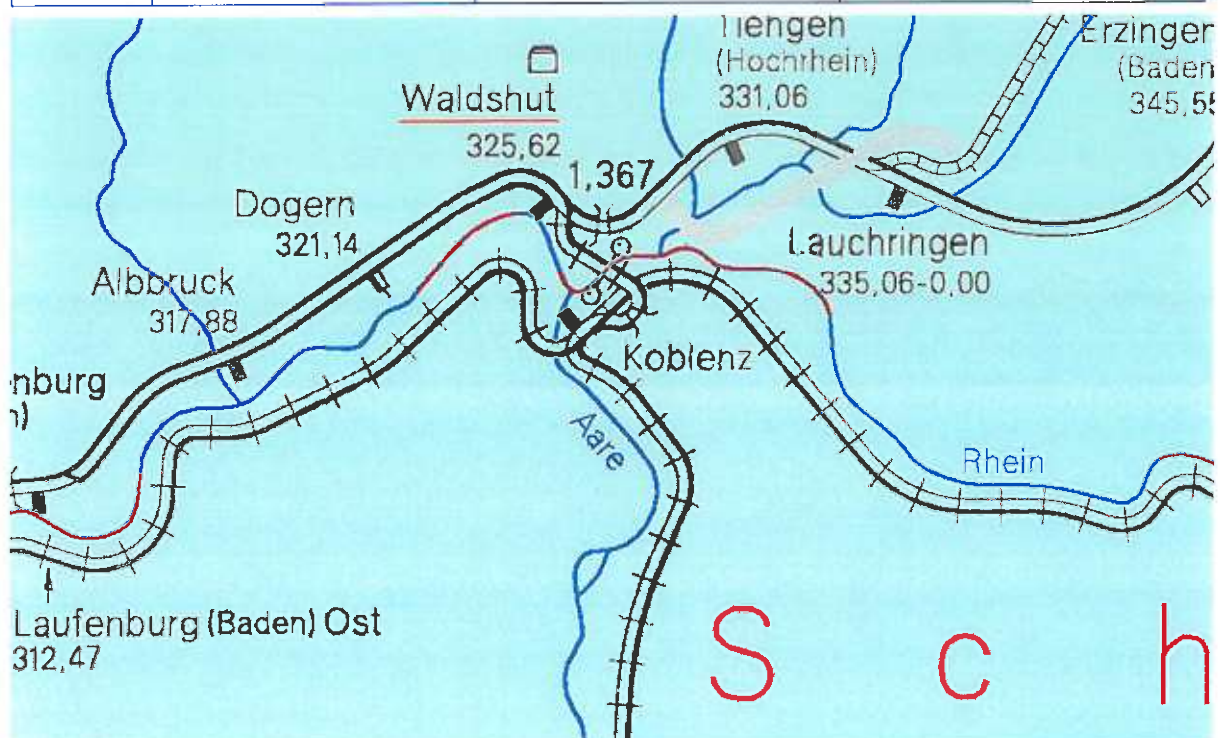 Tiengen
(Hochrhein)
331,06
Erzingen
(Baden
345,55
Waldshut
325,62
1,367
Dogern
321,14
Albbruck
317,88
Lauchringen
335,06-0,00
Koblenz
nburg
n)
Aare
Rhein
Laufenburg (Baden) Ost
312,47
S c h